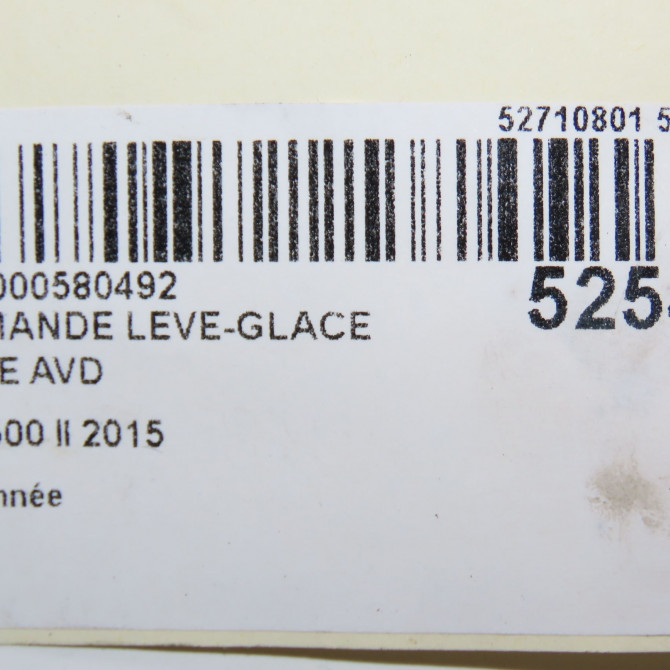 52710801 5
000580492
525
MANDE LEVE-GLACE
E AVD
500 II 2015
nnée